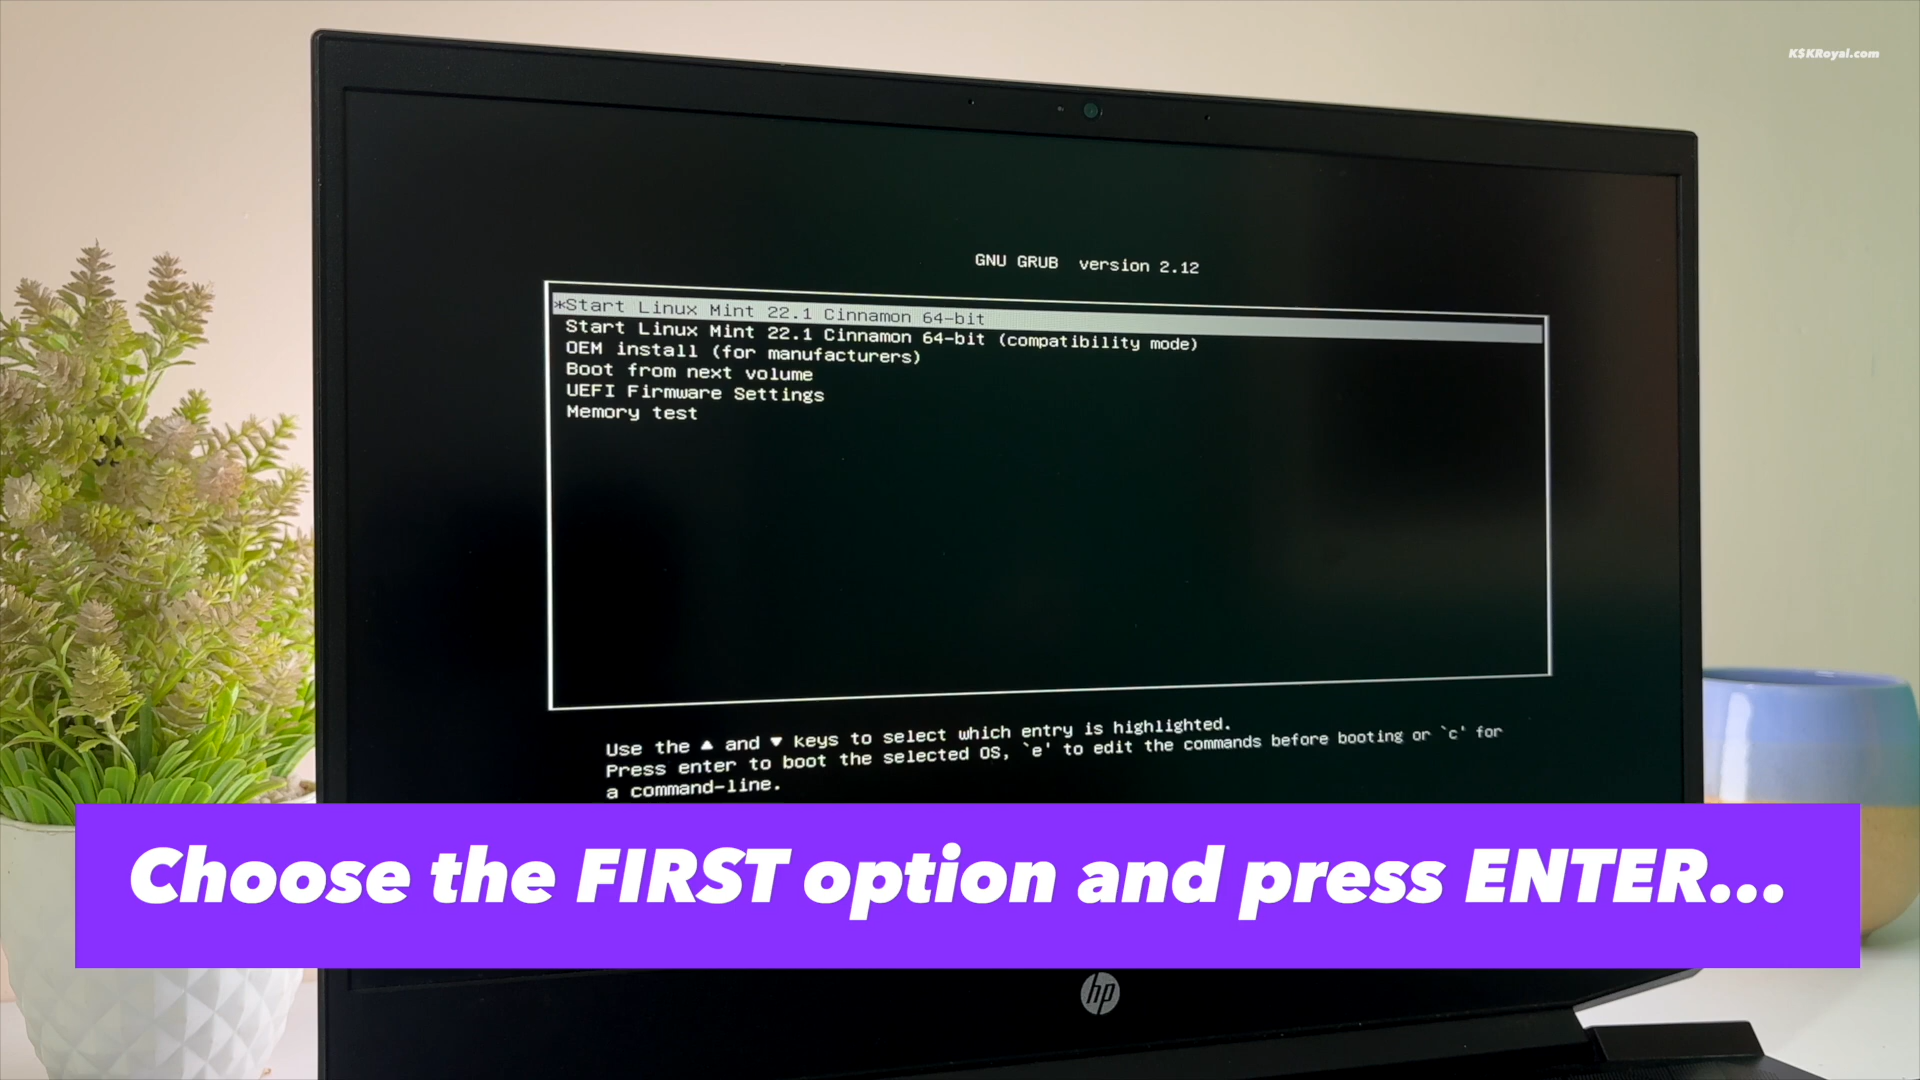 K$KRoyal.com
GNU GRUB version 2.12
*Start Linux Mint 22.1 Cinnamon 64-bit
Start Linux Mint 22.1 Cinnamon 64-bit (compatibility mode)
OEM install (for manufacturers)
Boot from next volume
UEFI Firmware Settings
Memory test
Use the ▲ and ▼ keys to select which entry is highlighted.
Press enter to boot the selected OS, `e' to edit the commands before booting or `c' for
a command-line.
Choose the FIRST option and press ENTER...
hp